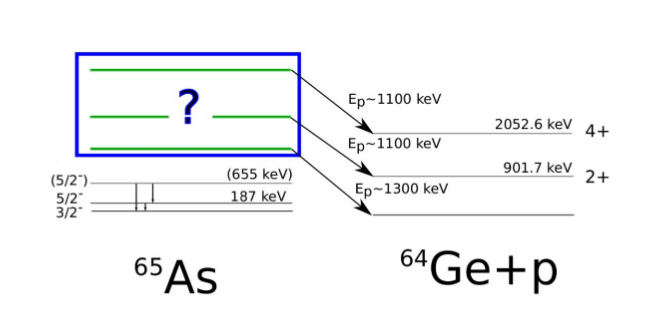 ?
Eₚ~1100 keV
2052.6 keV 4+
Eₚ~1100 keV
901.7 keV 2+
Eₚ~1300 keV
(5/2⁻) (655 keV)
5/2⁻ 187 keV
3/2⁻
⁶⁵As
⁶⁴Ge+p